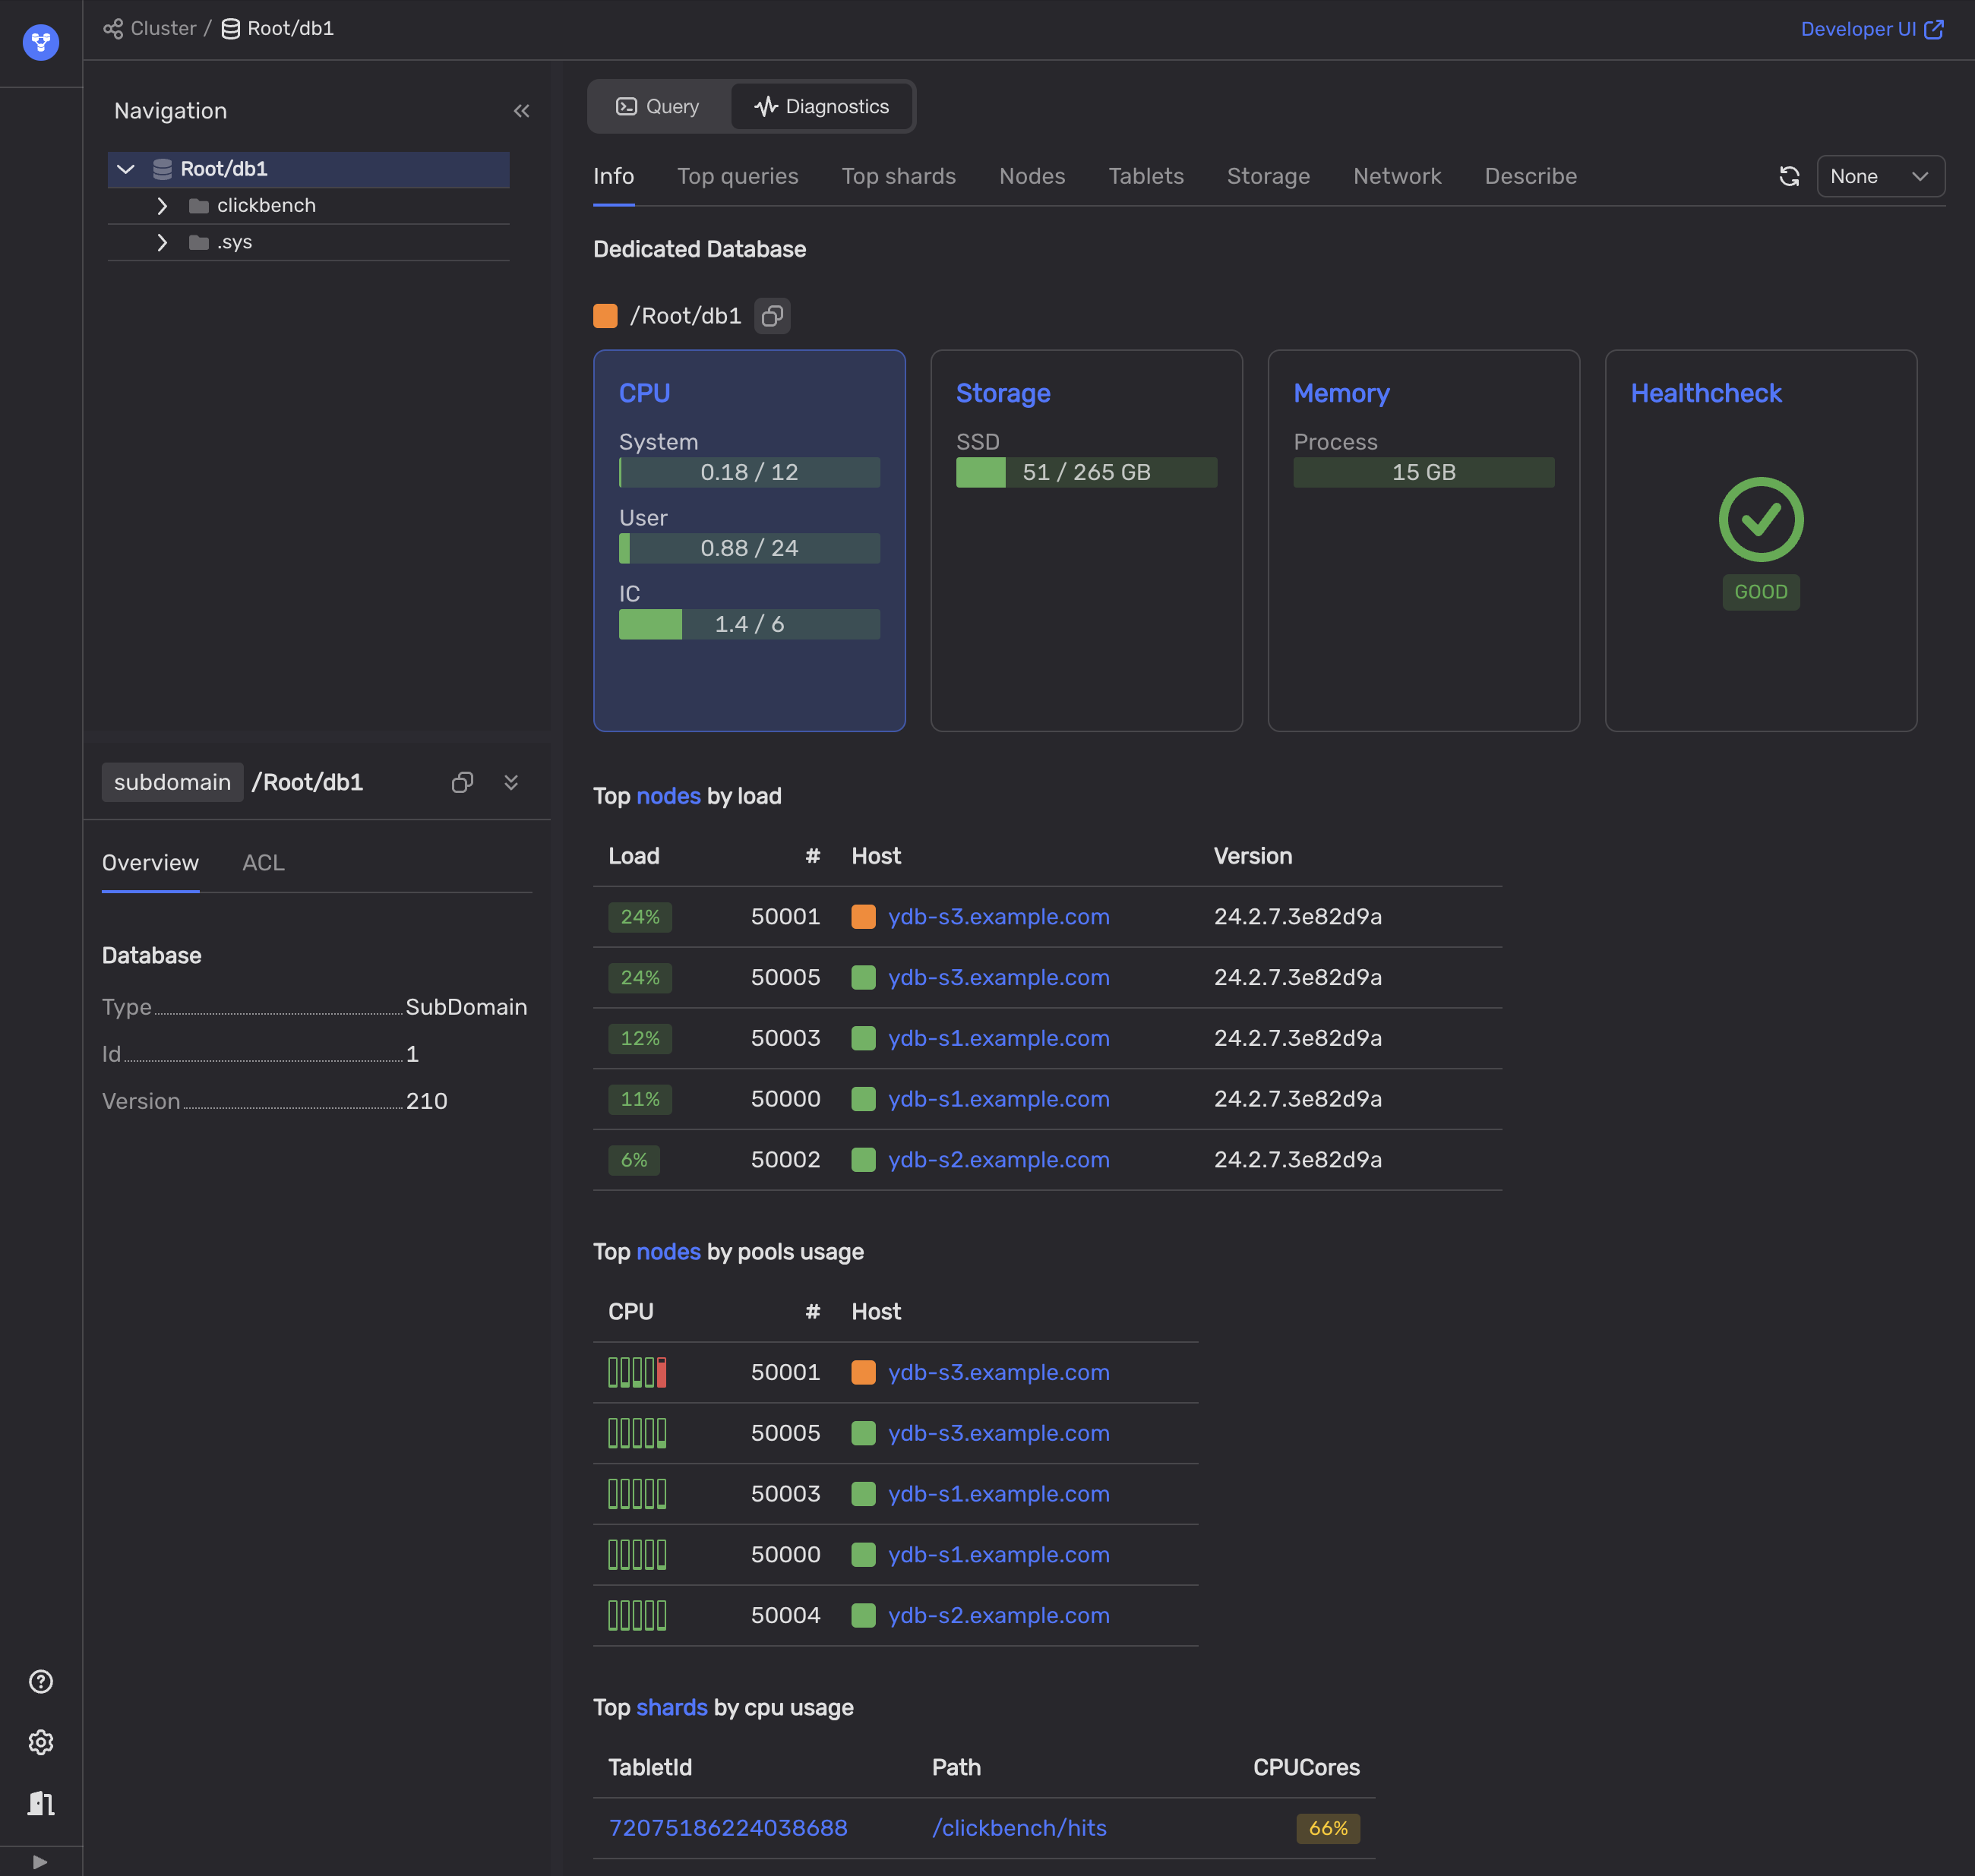 Cluster / Root/db1
Developer UI
Navigation
Root/db1
clickbench
.sys
subdomain /Root/db1
Overview ACL
Database
Type SubDomain
Id 1
Version 210
Query Diagnostics
Info Top queries Top shards Nodes Tablets Storage Network Describe None
Dedicated Database
/Root/db1
CPU
System
0.18 / 12
User
0.88 / 24
IC
1.4 / 6
Storage
SSD
51 / 265 GB
Memory
Process
15 GB
Healthcheck
GOOD
Top nodes by load
Load # Host Version
24% 50001 ydb-s3.example.com 24.2.7.3e82d9a
24% 50005 ydb-s3.example.com 24.2.7.3e82d9a
12% 50003 ydb-s1.example.com 24.2.7.3e82d9a
11% 50000 ydb-s1.example.com 24.2.7.3e82d9a
6% 50002 ydb-s2.example.com 24.2.7.3e82d9a
Top nodes by pools usage
CPU # Host
50001 ydb-s3.example.com
50005 ydb-s3.example.com
50003 ydb-s1.example.com
50000 ydb-s1.example.com
50004 ydb-s2.example.com
Top shards by cpu usage
TabletId Path CPUCores
72075186224038688 /clickbench/hits 66%